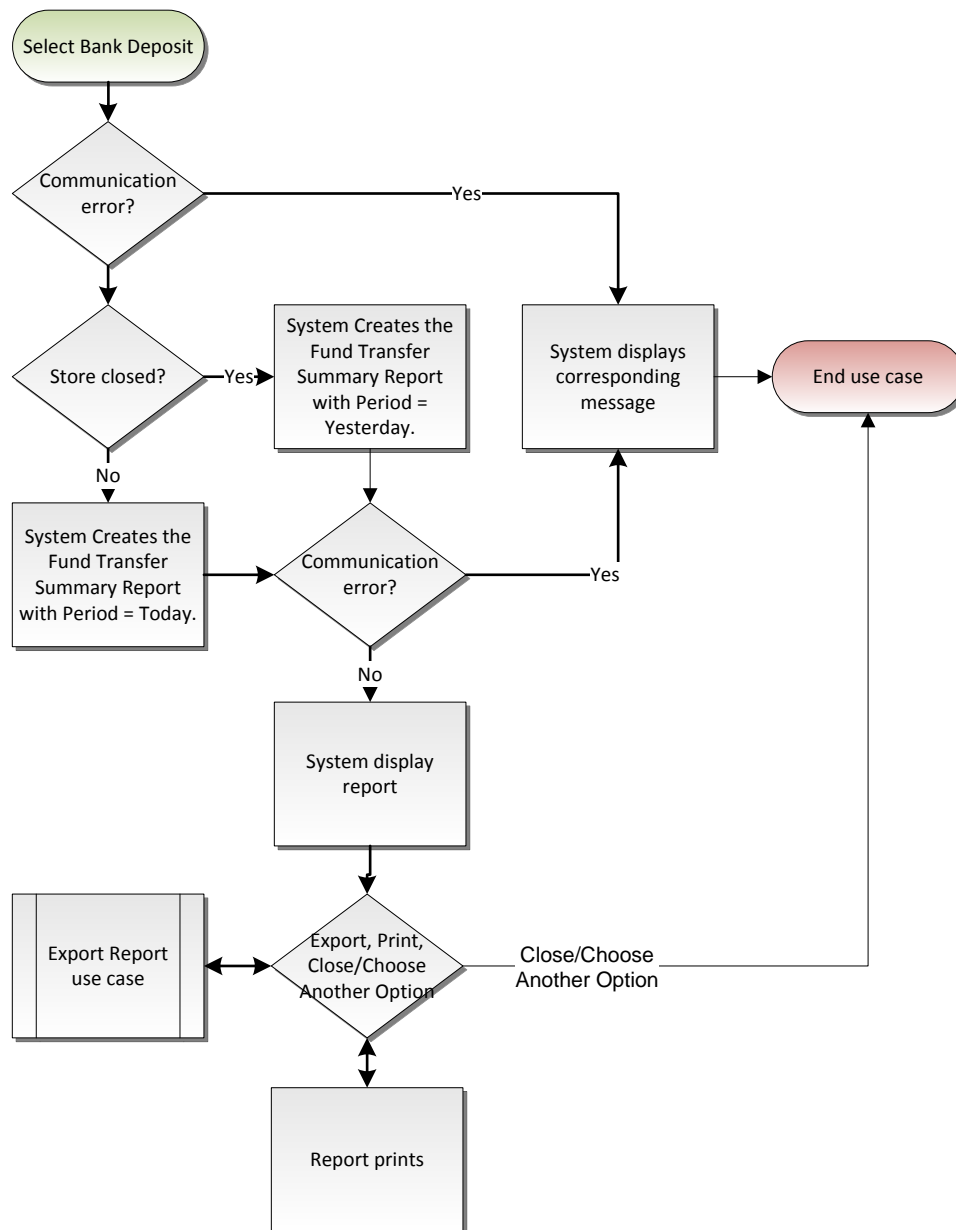 Select Bank Deposit
Communication
error?
Yes
Store closed?
Yes
System Creates the
Fund Transfer
Summary Report
with Period =
Yesterday.
System displays
corresponding
message
End use case
No
System Creates the
Fund Transfer
Summary Report
with Period = Today.
Communication
error?
Yes
No
System display
report
Export Report
use case
Export, Print,
Close/Choose
Another Option
Close/Choose
Another Option
Report prints